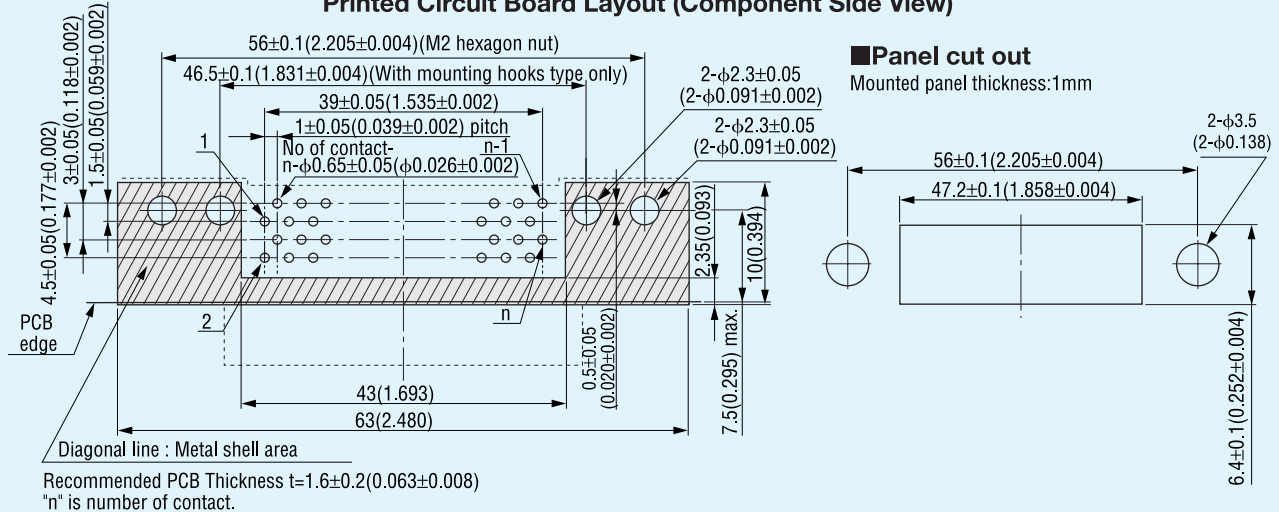 Printed Circuit Board Layout (Component Side View)
56±0.1(2.205±0.004)(M2 hexagon nut)
46.5±0.1(1.831±0.004)(With mounting hooks type only)
39±0.05(1.535±0.002)
1±0.05(0.039±0.002) pitch
No of contact-
n-ϕ0.65±0.05(ϕ0.026±0.002)
1
n-1
2-ϕ2.3±0.05
(2-ϕ0.091±0.002)
2-ϕ2.3±0.05
(2-ϕ0.091±0.002)
4.5±0.05(0.177±0.002)
3±0.05(0.118±0.002)
1.5±0.05(0.059±0.002)
2.35(0.093)
10(0.394)
7.5(0.295) max.
0.5±0.05
(0.020±0.002)
PCB
edge
2
n
43(1.693)
63(2.480)
Diagonal line : Metal shell area
Recommended PCB Thickness t=1.6±0.2(0.063±0.008)
"n" is number of contact.
■Panel cut out
Mounted panel thickness:1mm
2-ϕ3.5
(2-ϕ0.138)
56±0.1(2.205±0.004)
47.2±0.1(1.858±0.004)
6.4±0.1(0.252±0.004)